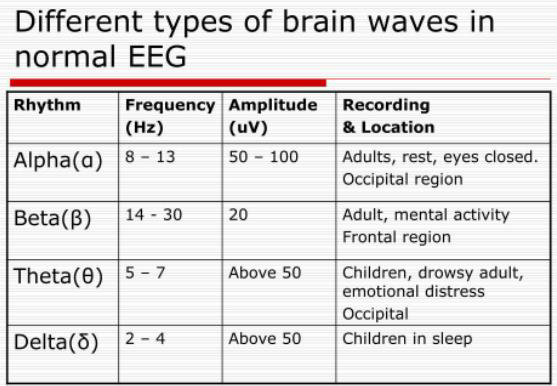 Different types of brain waves in
normal EEG
Rhythm Frequency (Hz) Amplitude (uV) Recording & Location
Alpha(α) 8 – 13 50 – 100 Adults, rest, eyes closed.
Occipital region
Beta(β) 14 - 30 20 Adult, mental activity
Frontal region
Theta(θ) 5 – 7 Above 50 Children, drowsy adult,
emotional distress
Occipital
Delta(δ) 2 – 4 Above 50 Children in sleep